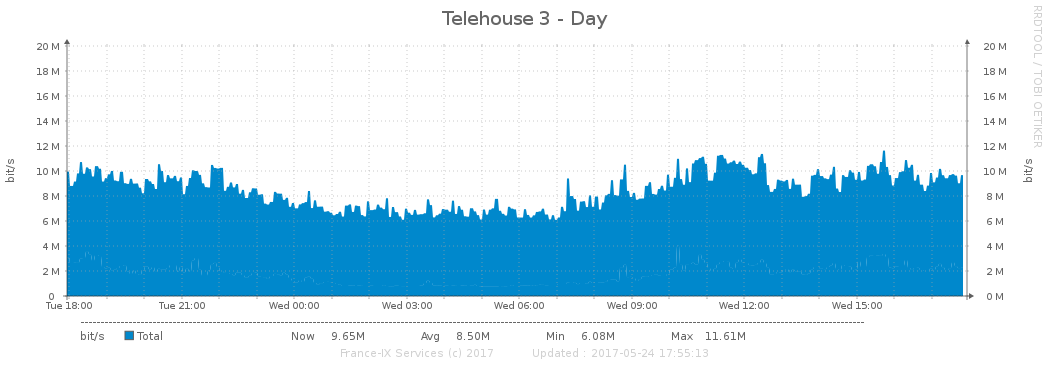 Telehouse 3 - Day
RRDTOOL / TOBI OETIKER
bit/s
20 M
18 M
16 M
14 M
12 M
10 M
8 M
6 M
4 M
2 M
0
20 M
18 M
16 M
14 M
12 M
10 M
8 M
6 M
4 M
2 M
0 M
bit/s
Tue 18:00 Tue 21:00 Wed 00:00 Wed 03:00 Wed 06:00 Wed 09:00 Wed 12:00 Wed 15:00
bit/s Total Now 9.65M Avg 8.50M Min 6.08M Max 11.61M
France-IX Services (c) 2017 Updated : 2017-05-24 17:55:13